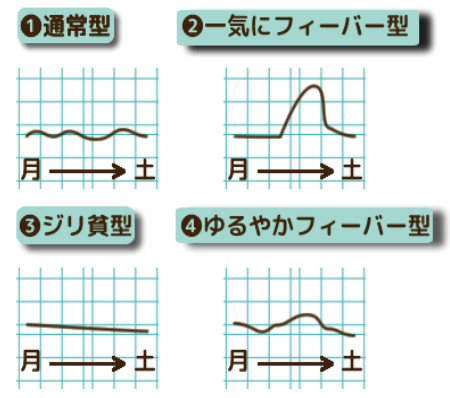 ❶通常型
❷一気にフィーバー型
月 土
月 土
❸ジリ貧型
❹ゆるやかフィーバー型
月 土
月 土